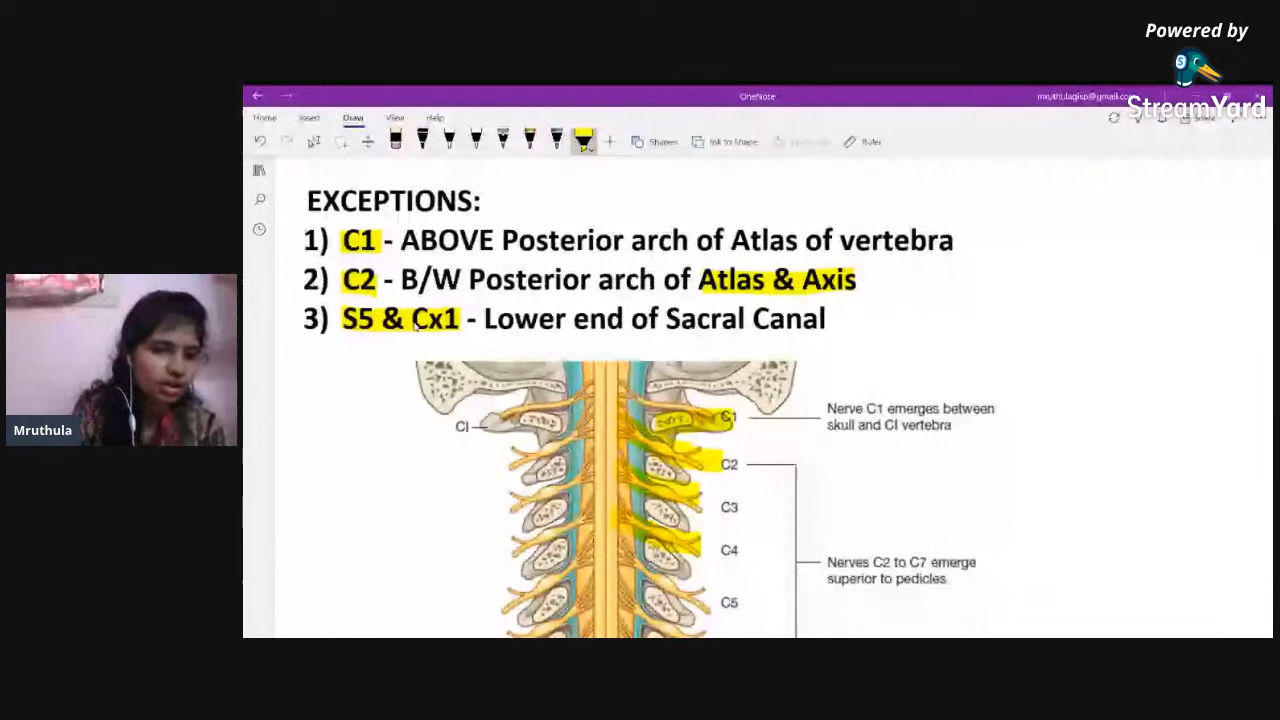 Powered by
StreamYard
OneNote
Home Insert Draw View Help
Shapes Ink to Shape Ruler
EXCEPTIONS:
1) C1 - ABOVE Posterior arch of Atlas of vertebra
2) C2 - B/W Posterior arch of Atlas & Axis
3) S5 & Cx1 - Lower end of Sacral Canal
CI
C1
Nerve C1 emerges between
skull and CI vertebra
C2
C3
C4
Nerves C2 to C7 emerge
superior to pedicles
C5
Mruthula